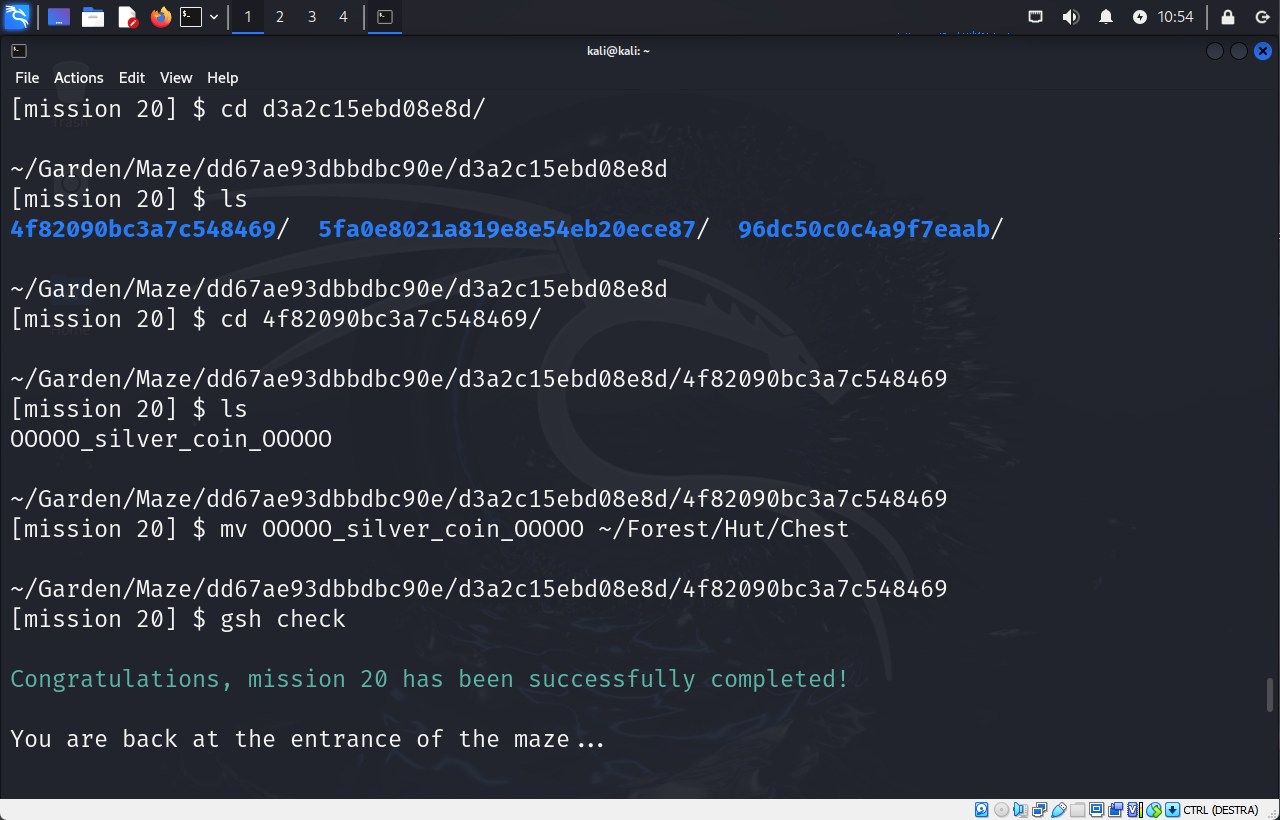 1 2 3 4 10:54
kali@kali: ~
File Actions Edit View Help
[mission 20] $ cd d3a2c15ebd08e8d/
~/Garden/Maze/dd67ae93dbbdbc90e/d3a2c15ebd08e8d
[mission 20] $ ls
4f82090bc3a7c548469/ 5fa0e8021a819e8e54eb20ece87/ 96dc50c0c4a9f7eaab/
~/Garden/Maze/dd67ae93dbbdbc90e/d3a2c15ebd08e8d
[mission 20] $ cd 4f82090bc3a7c548469/
~/Garden/Maze/dd67ae93dbbdbc90e/d3a2c15ebd08e8d/4f82090bc3a7c548469
[mission 20] $ ls
OOOOO_silver_coin_OOOOO
~/Garden/Maze/dd67ae93dbbdbc90e/d3a2c15ebd08e8d/4f82090bc3a7c548469
[mission 20] $ mv OOOOO_silver_coin_OOOOO ~/Forest/Hut/Chest
~/Garden/Maze/dd67ae93dbbdbc90e/d3a2c15ebd08e8d/4f82090bc3a7c548469
[mission 20] $ gsh check
Congratulations, mission 20 has been successfully completed!
You are back at the entrance of the maze...
CTRL (DESTRA)